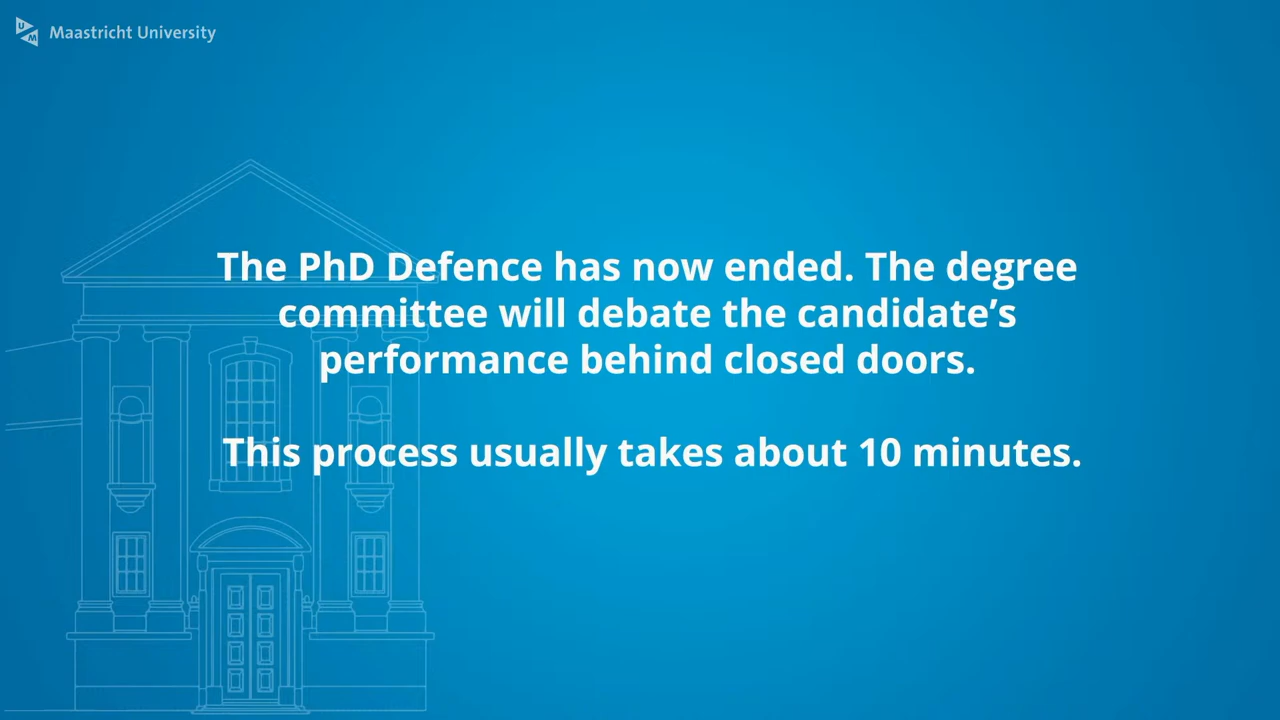 UM Maastricht University
The PhD Defence has now ended. The degree
committee will debate the candidate’s
performance behind closed doors.
This process usually takes about 10 minutes.